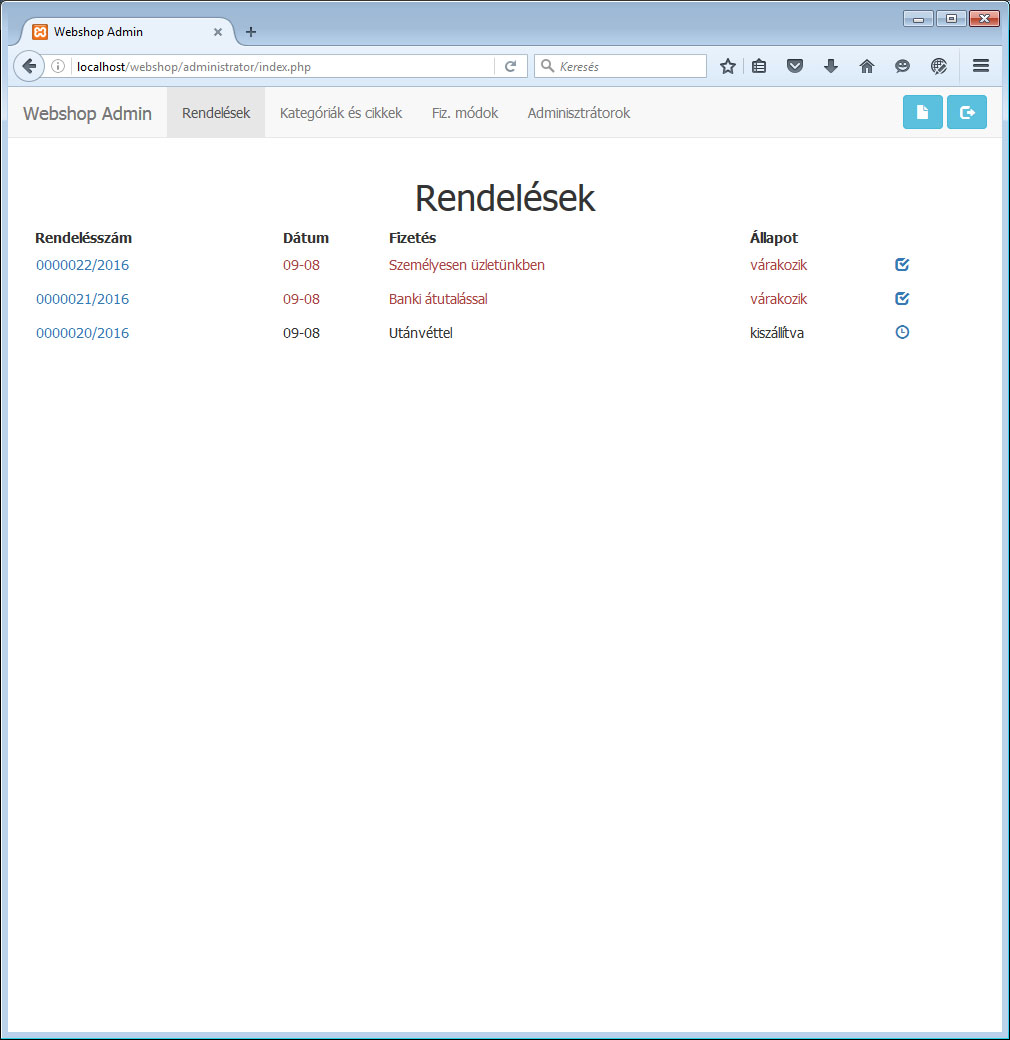 Webshop Admin
localhost/webshop/administrator/index.php
Keresés
Webshop Admin Rendelések Kategóriák és cikkek Fiz. módok Adminisztrátorok
Rendelések
Rendelésszám Dátum Fizetés Állapot
0000022/2016 09-08 Személyesen üzletünkben várakozik
0000021/2016 09-08 Banki átutalással várakozik
0000020/2016 09-08 Utánvéttel kiszállítva